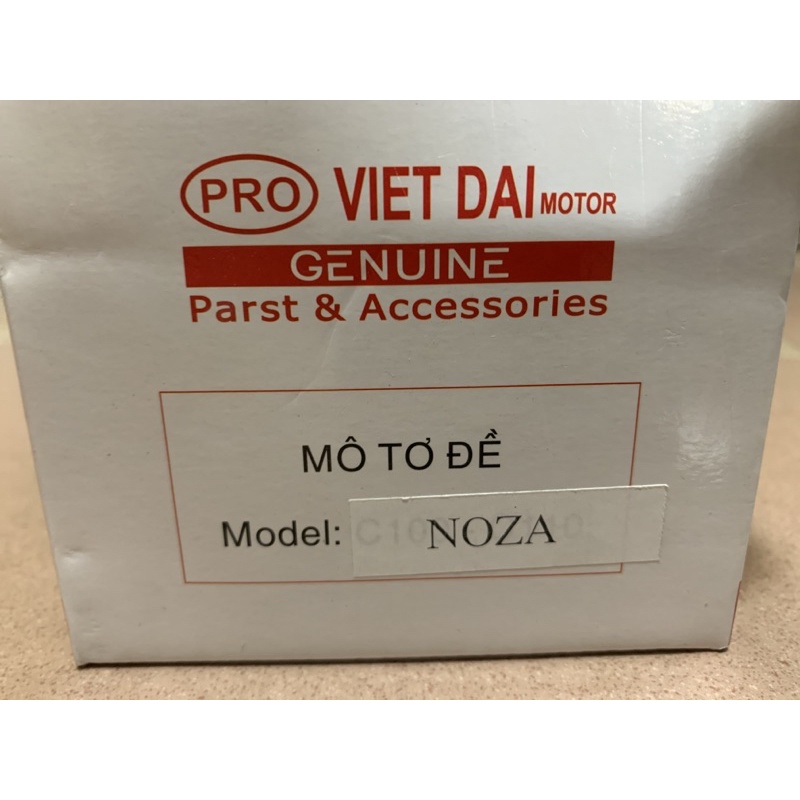 PRO VIET DAI MOTOR
GENUINE
Parst & Accessories
MÔ TƠ ĐỀ
Model: NOZA